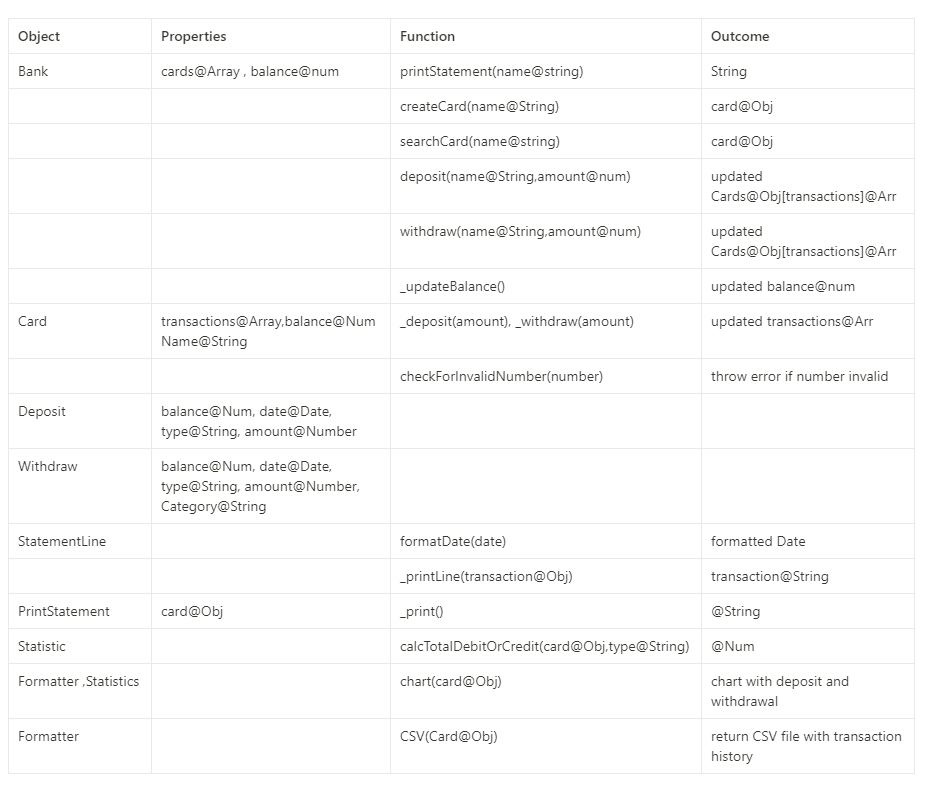 Object Properties Function Outcome
Bank cards@Array , balance@num printStatement(name@string) String
createCard(name@String) card@Obj
searchCard(name@string) card@Obj
deposit(name@String,amount@num) updated
Cards@Obj[transactions]@Arr
withdraw(name@String,amount@num) updated
Cards@Obj[transactions]@Arr
_updateBalance() updated balance@num
Card transactions@Array,balance@Num _deposit(amount), _withdraw(amount) updated transactions@Arr
Name@String
checkForInvalidNumber(number) throw error if number invalid
Deposit balance@Num, date@Date,
type@String, amount@Number
Withdraw balance@Num, date@Date,
type@String, amount@Number,
Category@String
StatementLine formatDate(date) formatted Date
_printLine(transaction@Obj) transaction@String
PrintStatement card@Obj _print() @String
Statistic calcTotalDebitOrCredit(card@Obj,type@String) @Num
Formatter ,Statistics chart(card@Obj) chart with deposit and
withdrawal
Formatter CSV(Card@Obj) return CSV file with transaction
history